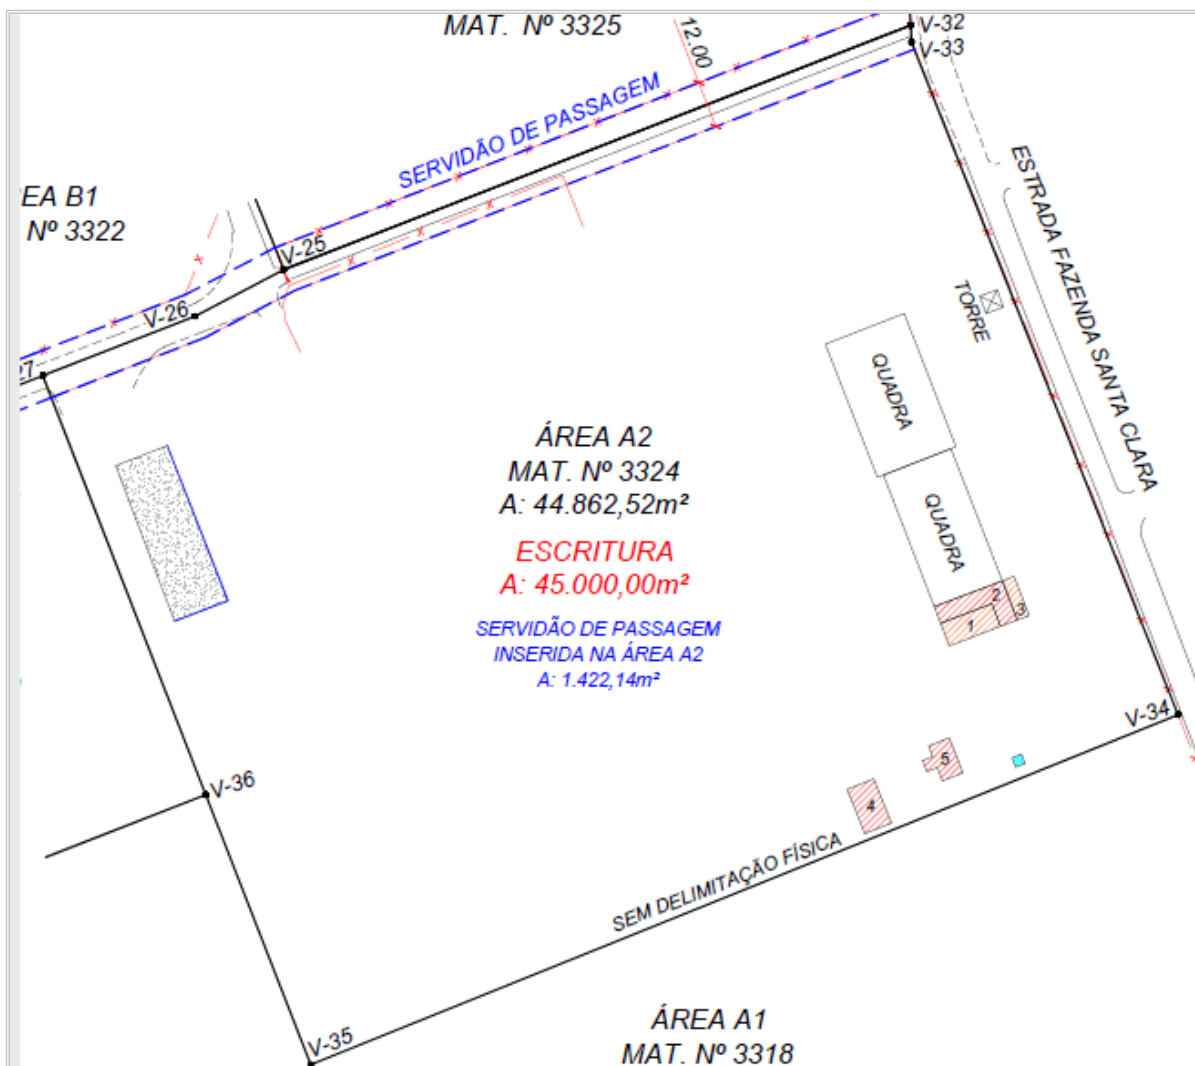 MAT. Nº 3325
V-32
V-33
12.00
SERVIDÃO DE PASSAGEM
ESTRADA FAZENDA SANTA CLARA
EA B1
Nº 3322
V-25
V-26
27
TORRE
QUADRA
ÁREA A2
MAT. Nº 3324
A: 44.862,52m²
QUADRA
ESCRITURA
A: 45.000,00m²
2
3
1
SERVIDÃO DE PASSAGEM
INSERIDA NA ÁREA A2
A: 1.422,14m²
V-34
5
V-36
4
SEM DELIMITAÇÃO FÍSICA
V-35
ÁREA A1
MAT. Nº 3318